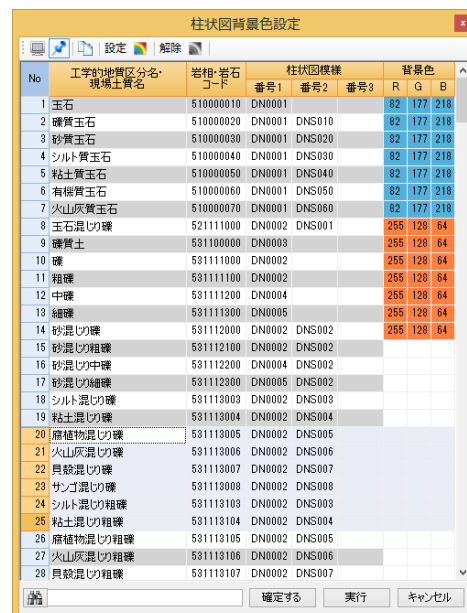 柱状図背景色設定
x
設定 解除
No 工学的地質区分名・現場土質名 岩相・岩石コード 柱状図模様 背景色
番号1 番号2 番号3 R G B
1 玉石 510000010 DN0001 82 177 218
2 礫質玉石 510000020 DN0001 DNS010 82 177 218
3 砂質玉石 510000030 DN0001 DNS020 82 177 218
4 シルト質玉石 510000040 DN0001 DNS030 82 177 218
5 粘土質玉石 510000050 DN0001 DNS040 82 177 218
6 有機質玉石 510000060 DN0001 DNS050 82 177 218
7 火山灰質玉石 510000070 DN0001 DNS060 82 177 218
8 玉石混じり礫 521111000 DN0002 DNS001 255 128 64
9 礫質土 531100000 DN0003 255 128 64
10 礫 531111000 DN0002 255 128 64
11 粗礫 531111100 DN0002 255 128 64
12 中礫 531111200 DN0004 255 128 64
13 細礫 531111300 DN0005 255 128 64
14 砂混じり礫 531112000 DN0002 DNS002 255 128 64
15 砂混じり粗礫 531112100 DN0002 DNS002
16 砂混じり中礫 531112200 DN0004 DNS002
17 砂混じり細礫 531112300 DN0005 DNS002
18 シルト混じり礫 531113003 DN0002 DNS003
19 粘土混じり礫 531113004 DN0002 DNS004
20 腐植物混じり礫 531113005 DN0002 DNS005
21 火山灰混じり礫 531113006 DN0002 DNS006
22 貝殻混じり礫 531113007 DN0002 DNS007
23 サンゴ混じり礫 531113008 DN0002 DNS008
24 シルト混じり粗礫 531113103 DN0002 DNS003
25 粘土混じり粗礫 531113104 DN0002 DNS004
26 腐植物混じり粗礫 531113105 DN0002 DNS005
27 火山灰混じり粗礫 531113106 DN0002 DNS006
28 貝殻混じり粗礫 531113107 DN0002 DNS007
確定する 実行 キャンセル